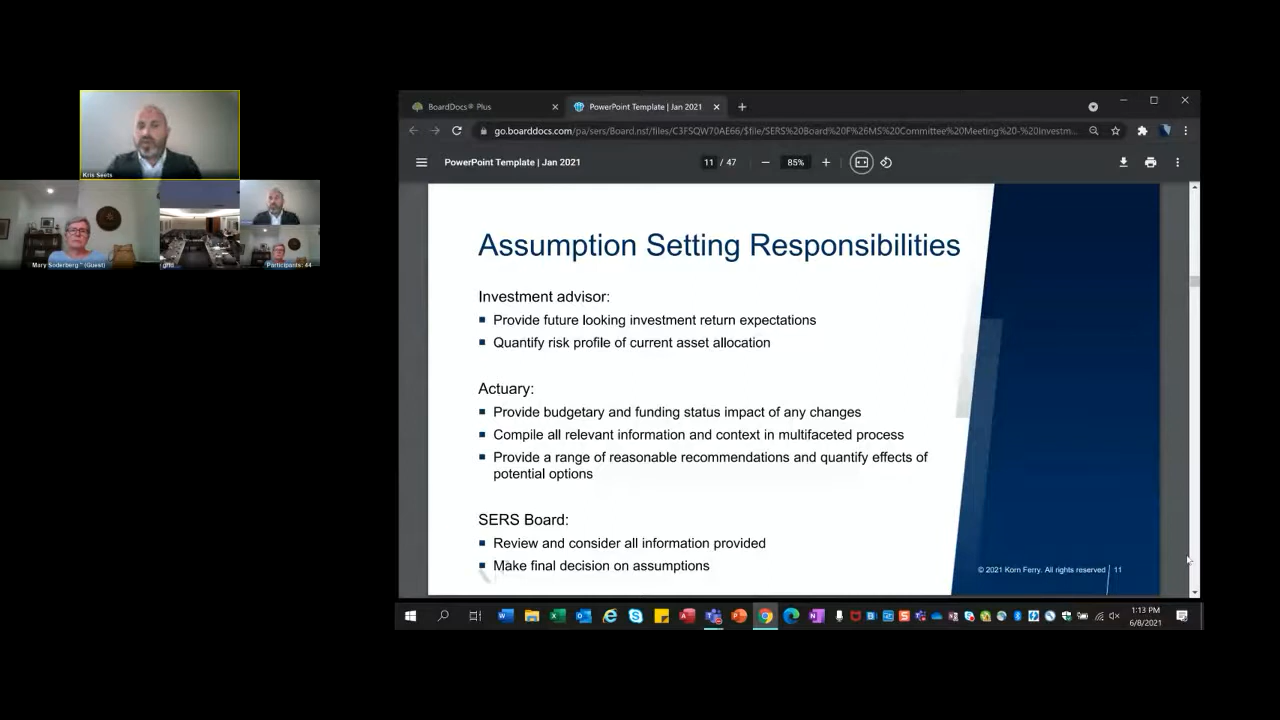 Kris Seets
Mary Soderberg " (Guest)
Participants: 44
BoardDocs® Plus
PowerPoint Template | Jan 2021
go.boarddocs.com/pa/sers/Board.nsf/files/C3FSQW70AE66/$file/SERS%20Board%20F%26MS%20Committee%20Meeting%20-%20Investm...
PowerPoint Template | Jan 2021
11 / 47
85%
Assumption Setting Responsibilities
Investment advisor:
Provide future looking investment return expectations
Quantify risk profile of current asset allocation
Actuary:
Provide budgetary and funding status impact of any changes
Compile all relevant information and context in multifaceted process
Provide a range of reasonable recommendations and quantify effects of
potential options
SERS Board:
Review and consider all information provided
Make final decision on assumptions
© 2021 Korn Ferry. All rights reserved
11
1:13 PM
6/8/2021